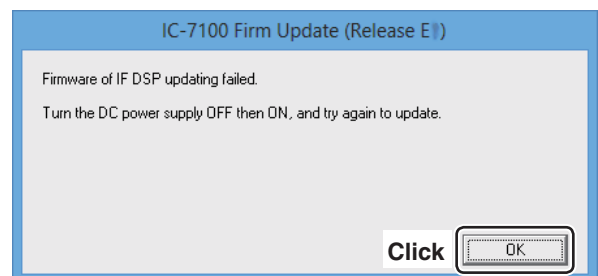 IC-7100 Firm Update (Release E)
Firmware of IF DSP updating failed.
Turn the DC power supply OFF then ON, and try again to update.
Click
OK